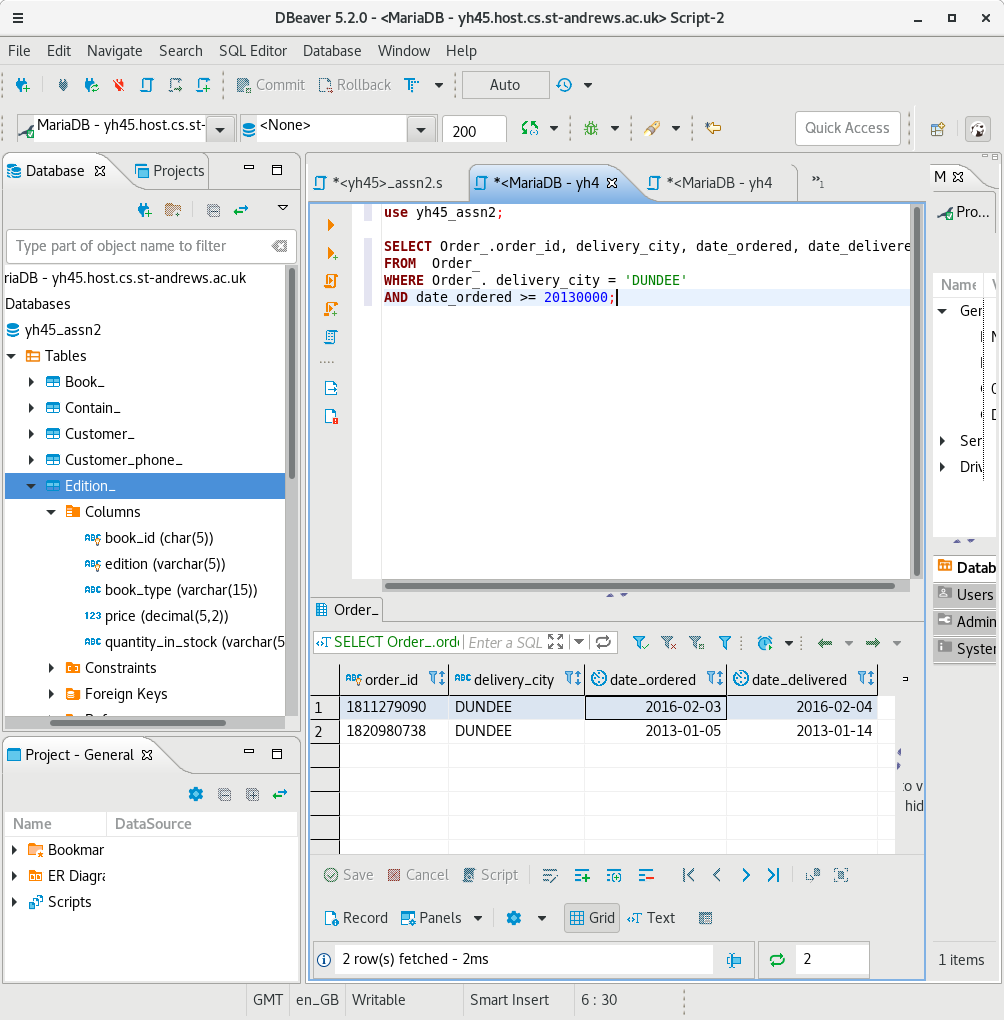 DBeaver 5.2.0 - <MariaDB - yh45.host.cs.st-andrews.ac.uk> Script-2
File Edit Navigate Search SQL Editor Database Window Help
Commit Rollback Auto
MariaDB - yh45.host.cs.st- <None> 200 Quick Access
Database Projects
Type part of object name to filter
riaDB - yh45.host.cs.st-andrews.ac.uk
Databases
yh45_assn2
Tables
Book_
Contain_
Customer_
Customer_phone_
Edition_
Columns
book_id (char(5))
edition (varchar(5))
book_type (varchar(15))
price (decimal(5,2))
quantity_in_stock (varchar(5
Constraints
Foreign Keys
Project - General
Name DataSource
Bookmar
ER Diagra
Scripts
*<yh45>_assn2.s *<MariaDB - yh4 *<MariaDB - yh4 »1
use yh45_assn2;
SELECT Order_.order_id, delivery_city, date_ordered, date_delivere
FROM  Order_
WHERE Order_. delivery_city = 'DUNDEE'
AND date_ordered >= 20130000;
Order_
SELECT Order_.orde Enter a SQL
order_id delivery_city date_ordered date_delivered
1 1811279090 DUNDEE 2016-02-03 2016-02-04
2 1820980738 DUNDEE 2013-01-05 2013-01-14
to v
hid
Save Cancel Script
Record Panels Grid Text
2 row(s) fetched - 2ms 2
M
Pro...
Name V
Ger
Ser
Driv
Datab
Users
Admin
System
1 items
GMT en_GB Writable Smart Insert 6 : 30